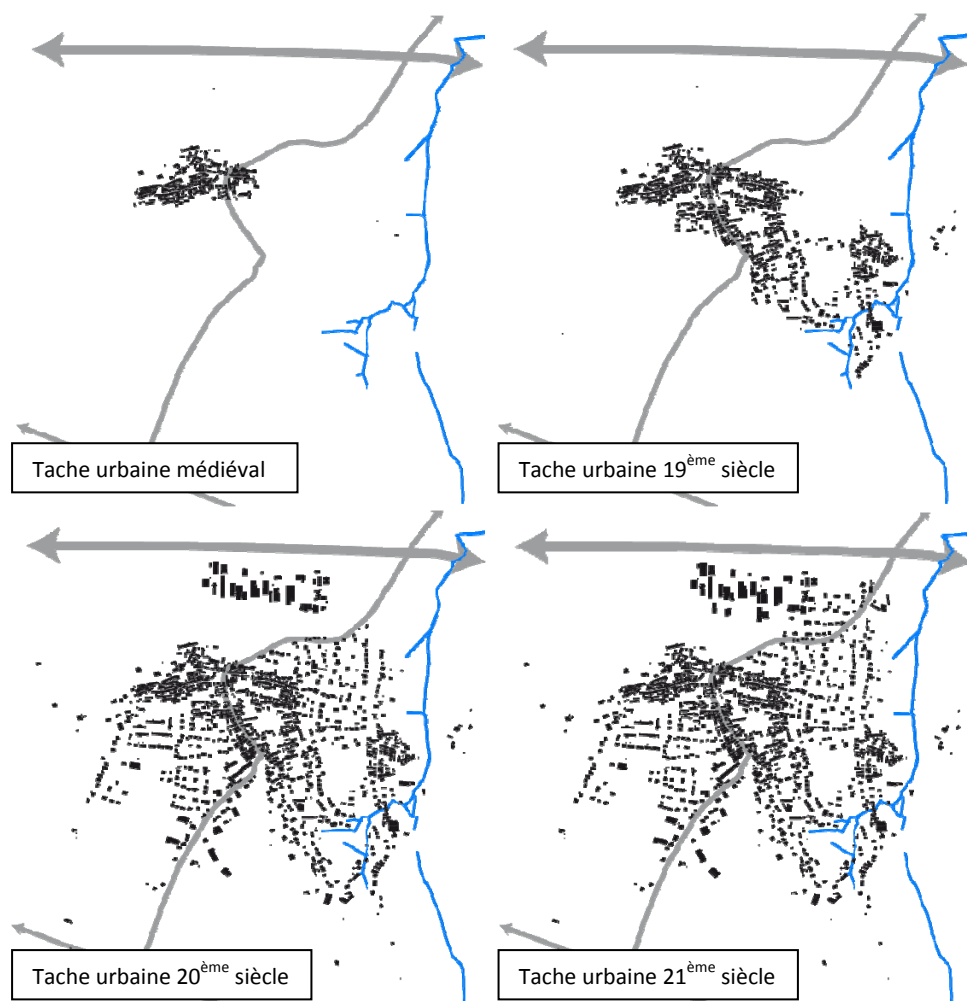 Tache urbaine médiéval
Tache urbaine 19ème siècle
Tache urbaine 20ème siècle
Tache urbaine 21ème siècle